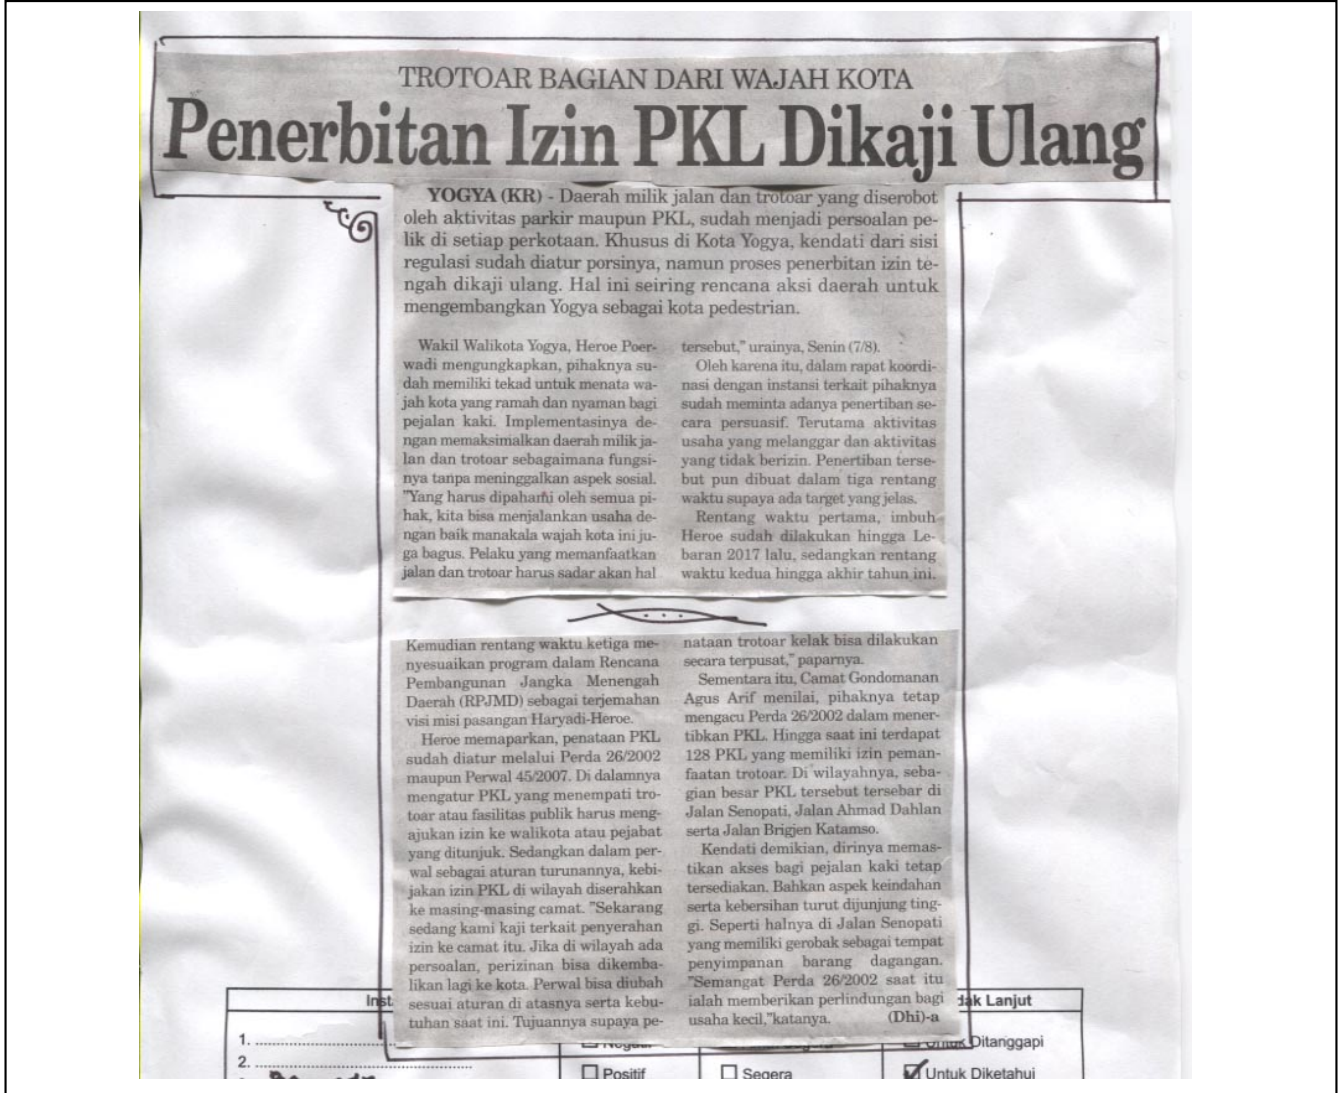 TROTOAR BAGIAN DARI WAJAH KOTA
Penerbitan Izin PKL Dikaji Ulang
YOGYA (KR) - Daerah milik jalan dan trotoar yang diserobot
oleh aktivitas parkir maupun PKL, sudah menjadi persoalan pe-
lik di setiap perkotaan. Khusus di Kota Yogya, kendati dari sisi
regulasi sudah diatur porsinya, namun proses penerbitan izin te-
ngah dikaji ulang. Hal ini seiring rencana aksi daerah untuk
mengembangkan Yogya sebagai kota pedestrian.
Wakil Walikota Yogya, Heroe Poer-
wadi mengungkapkan, pihaknya su-
dah memiliki tekad untuk menata wa-
jah kota yang ramah dan nyaman bagi
pejalan kaki. Implementasinya de-
ngan memaksimalkan daerah milik ja-
lan dan trotoar sebagaimana fungsi-
nya tanpa meninggalkan aspek sosial.
"Yang harus dipahami oleh semua pi-
hak, kita bisa menjalankan usaha de-
ngan baik manakala wajah kota ini ju-
ga bagus. Pelaku yang memanfaatkan
jalan dan trotoar harus sadar akan hal
tersebut," urainya, Senin (7/8).
Oleh karena itu, dalam rapat koordi-
nasi dengan instansi terkait pihaknya
sudah meminta adanya penertiban se-
cara persuasif. Terutama aktivitas
usaha yang melanggar dan aktivitas
yang tidak berizin. Penertiban terse-
but pun dibuat dalam tiga rentang
waktu supaya ada target yang jelas.
Rentang waktu pertama, imbuh
Heroe sudah dilakukan hingga Le-
baran 2017 lalu, sedangkan rentang
waktu kedua hingga akhir tahun ini.
Kemudian rentang waktu ketiga me-
nyesuaikan program dalam Rencana
Pembangunan Jangka Menengah
Daerah (RPJMD) sebagai terjemahan
visi misi pasangan Haryadi-Heroe.
Heroe memaparkan, penataan PKL
sudah diatur melalui Perda 26/2002
maupun Perwal 45/2007. Di dalamnya
mengatur PKL yang menempati tro-
toar atau fasilitas publik harus meng-
ajukan izin ke walikota atau pejabat
yang ditunjuk. Sedangkan dalam per-
wal sebagai aturan turunannya, kebi-
jakan izin PKL di wilayah diserahkan
ke masing-masing camat. "Sekarang
sedang kami kaji terkait penyerahan
izin ke camat itu. Jika di wilayah ada
persoalan, perizinan bisa dikemba-
likan lagi ke kota. Perwal bisa diubah
sesuai aturan di atasnya serta kebu-
tuhan saat ini. Tujuannya supaya pe-
nataan trotoar kelak bisa dilakukan
secara terpusat," paparnya.
Sementara itu, Camat Gondomanan
Agus Arif menilai, pihaknya tetap
mengacu Perda 26/2002 dalam mener-
tibkan PKL. Hingga saat ini terdapat
128 PKL yang memiliki izin peman-
faatan trotoar. Di wilayahnya, seba-
gian besar PKL tersebut tersebar di
Jalan Senopati, Jalan Ahmad Dahlan
serta Jalan Brigjen Katamso.
Kendati demikian, dirinya memas-
tikan akses bagi pejalan kaki tetap
tersediakan. Bahkan aspek keindahan
serta kebersihan turut dijunjung ting-
gi. Seperti halnya di Jalan Senopati
yang memiliki gerobak sebagai tempat
penyimpanan barang dagangan.
"Semangat Perda 26/2002 saat itu
ialah memberikan perlindungan bagi
usaha kecil,"katanya. (Dhi)-a
Lanjut
1.
2.
Untuk Ditanggapi
Positif
Segera
Untuk Diketahui